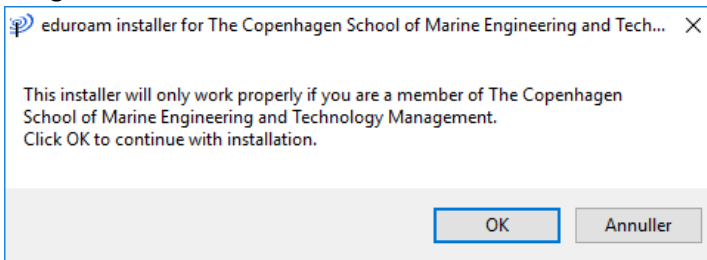 eduroam installer for The Copenhagen School of Marine Engineering and Tech...
This installer will only work properly if you are a member of The Copenhagen
School of Marine Engineering and Technology Management.
Click OK to continue with installation.
OK
Annuller